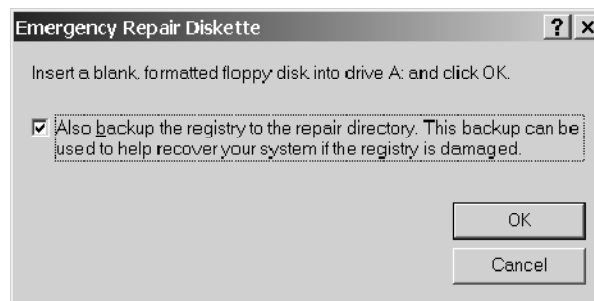 Emergency Repair Diskette
Insert a blank, formatted floppy disk into drive A: and click OK.
Also backup the registry to the repair directory. This backup can be
used to help recover your system if the registry is damaged.
OK
Cancel